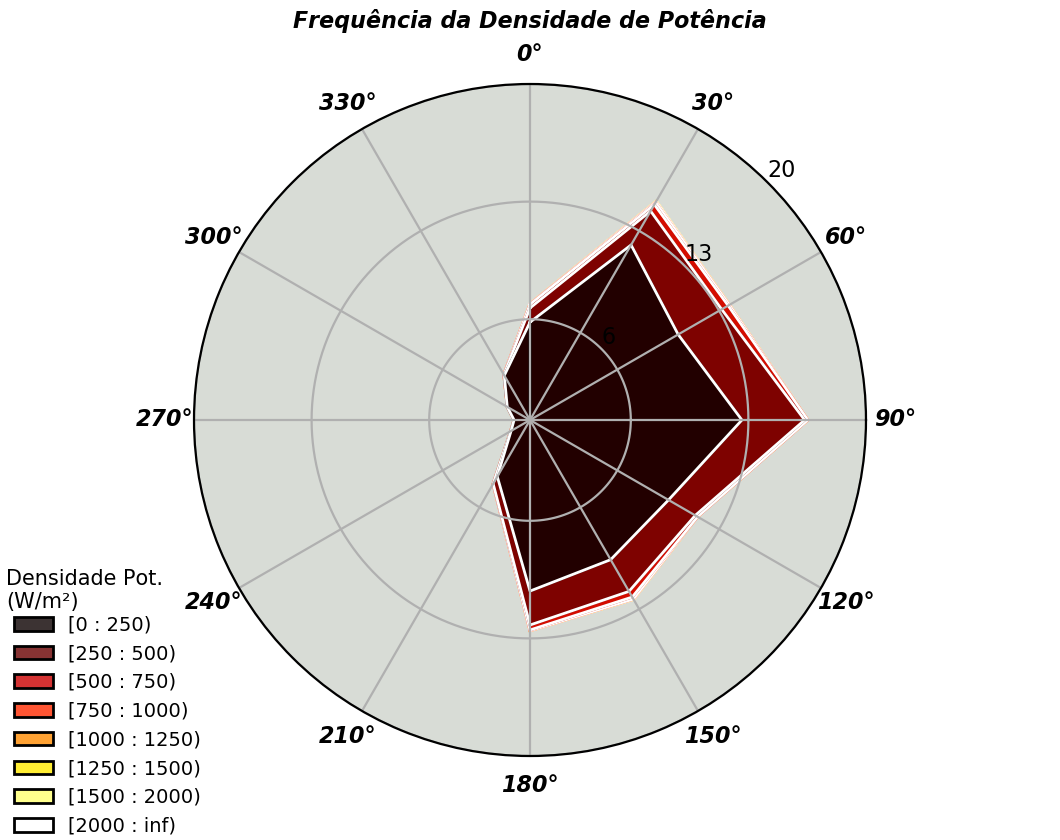 Frequência da Densidade de Potência
0°
330°
30°
20
300°
60°
13
6
270°
90°
240°
120°
210°
150°
180°
Densidade Pot.
(W/m²)
[0 : 250)
[250 : 500)
[500 : 750)
[750 : 1000)
[1000 : 1250)
[1250 : 1500)
[1500 : 2000)
[2000 : inf)